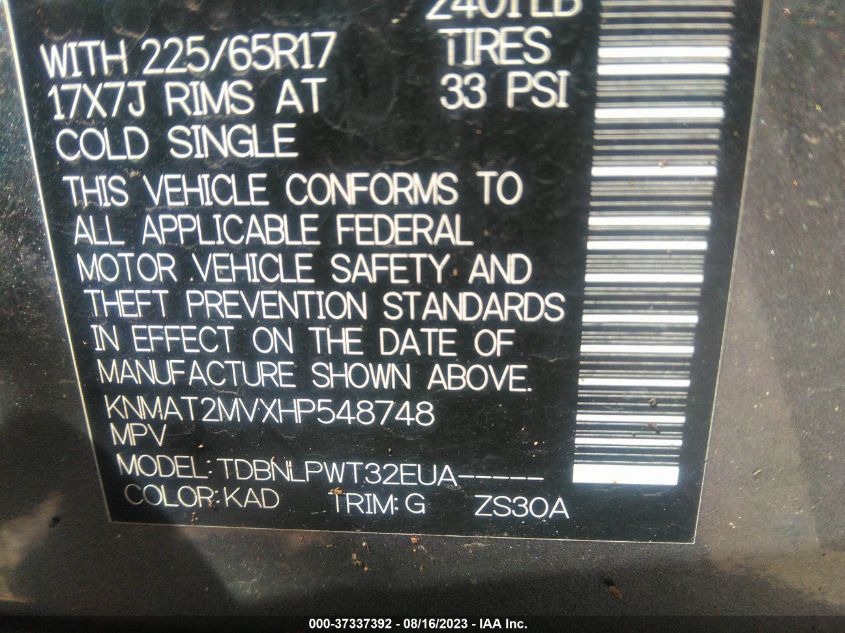 240ILB
WITH 225/65R17 TIRES
17X7J RIMS AT 33 PSI
COLD SINGLE
THIS VEHICLE CONFORMS TO
ALL APPLICABLE FEDERAL
MOTOR VEHICLE SAFETY AND
THEFT PREVENTION STANDARDS
IN EFFECT ON THE DATE OF
MANUFACTURE SHOWN ABOVE.
KNMAT2MVXHP548748
MPV
MODEL:TDBNLPWT32EUA-----
COLOR:KAD TRIM:G ZS30A
000-37337392 - 08/16/2023 - IAA Inc.